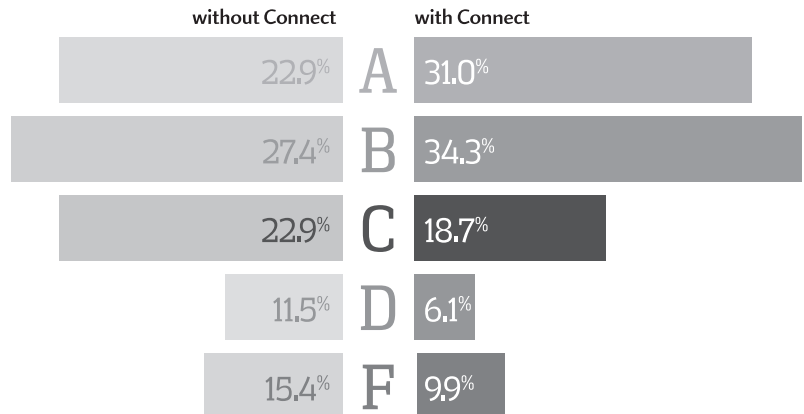 without Connect with Connect
22.9% A 31.0%
27.4% B 34.3%
22.9% C 18.7%
11.5% D 6.1%
15.4% F 9.9%